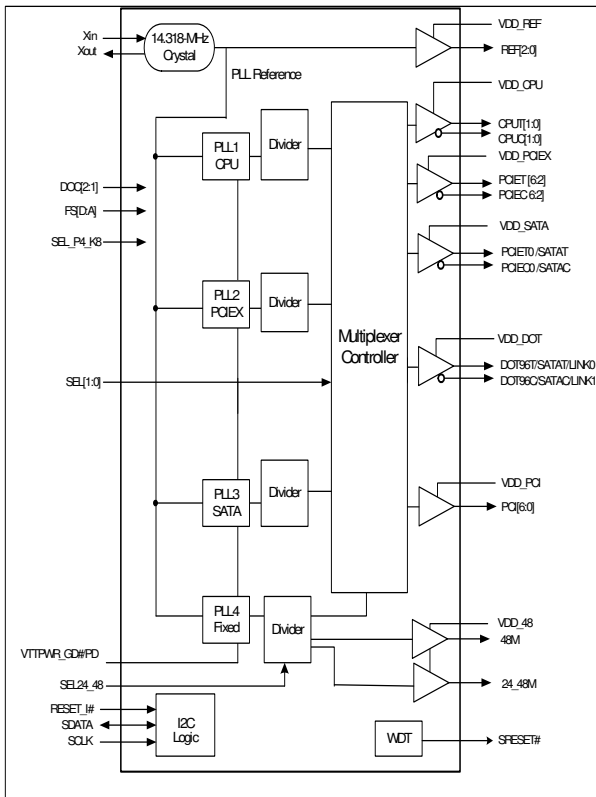 Xin
Xout
14.318-MHz
Crystal
PLL Reference
VDD_REF
REF[2:0]
VDD_CPU
CPUT[1:0]
CPUC[1:0]
PLL1
CPU
Divider
VDD_PCIEX
PCIET [6:2]
PCIEC 6:2]
DOC[2:1]
FS[D:A]
SEL_P4_K8
VDD_SATA
PCIET0 /SATAT
PCIEC0 /SATAC
PLL2
PCIEX
Divider
Multiplexer
Controller
VDD_DOT
DOT96T/SATAT/LINK0
DOT96C/SATAC/LINK1
SEL[1:0]
PLL3
SATA
Divider
VDD_PCI
PCI[6:0]
PLL4
Fixed
Divider
VDD_48
48M
VTTPWR_GD#/PD
SEL24_48
24_48M
RESET_I#
SDATA
SCLK
I2C
Logic
WDT
SRESET#